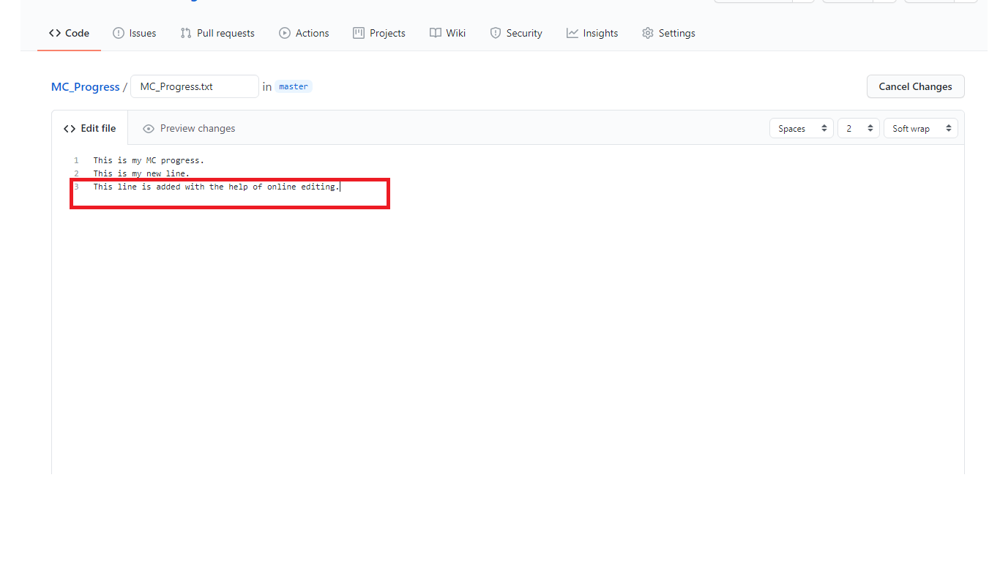 Code Issues Pull requests Actions Projects Wiki Security Insights Settings
MC_Progress / MC_Progress.txt in master Cancel Changes
Edit file Preview changes Spaces 2 Soft wrap
1 This is my MC progress.
2 This is my new line.
3 This line is added with the help of online editing.